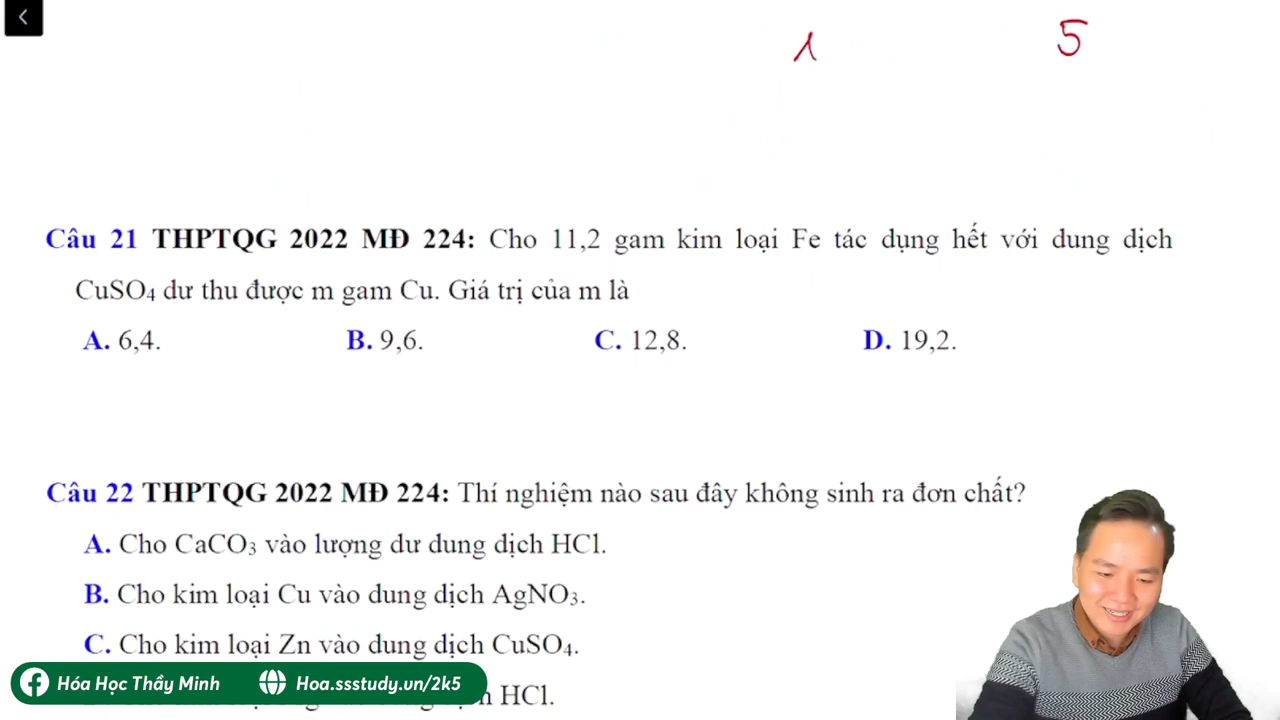 λ 5
Câu 21 THPTQG 2022 MĐ 224: Cho 11,2 gam kim loại Fe tác dụng hết với dung dịch
CuSO₄ dư thu được m gam Cu. Giá trị của m là
A. 6,4. B. 9,6. C. 12,8. D. 19,2.
Câu 22 THPTQG 2022 MĐ 224: Thí nghiệm nào sau đây không sinh ra đơn chất?
A. Cho CaCO₃ vào lượng dư dung dịch HCl.
B. Cho kim loại Cu vào dung dịch AgNO₃.
C. Cho kim loại Zn vào dung dịch CuSO₄.
Hóa Học Thầy Minh Hoa.ssstudy.vn/2k5
HCl.